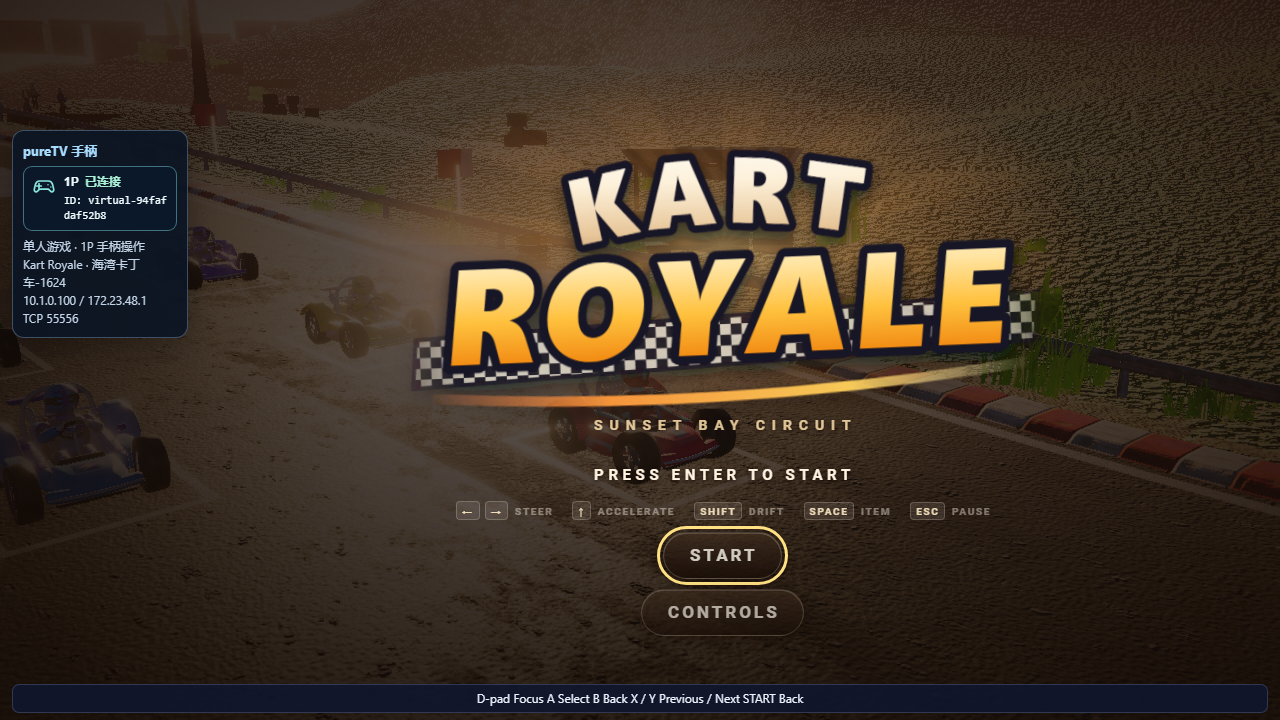 pureTV 手柄
1P 已连接
ID: virtual-94faf
daf52b8
单人游戏 · 1P 手柄操作
Kart Royale · 海湾卡丁
车-1624
10.1.0.100 / 172.23.48.1
TCP 55556
KART
ROYALE
SUNSET BAY CIRCUIT
PRESS ENTER TO START
← → STEER ↑ ACCELERATE SHIFT DRIFT SPACE ITEM ESC PAUSE
START
CONTROLS
D-pad Focus A Select B Back X / Y Previous / Next START Back